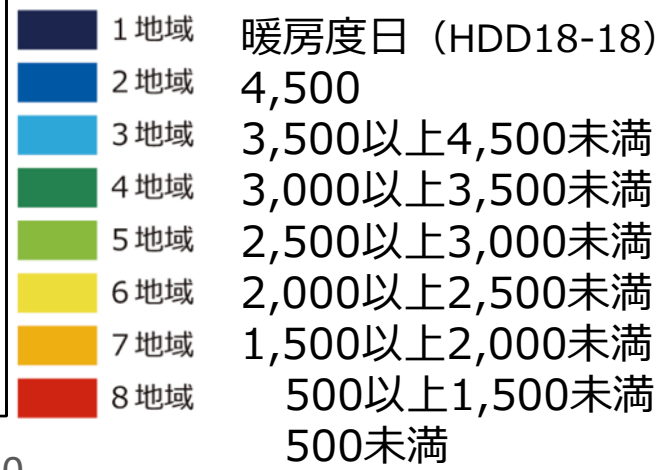 1地域
2地域
3地域
4地域
5地域
6地域
7地域
8地域
暖房度日（HDD18-18）
4,500
3,500以上4,500未満
3,000以上3,500未満
2,500以上3,000未満
2,000以上2,500未満
1,500以上2,000未満
500以上1,500未満
500未満